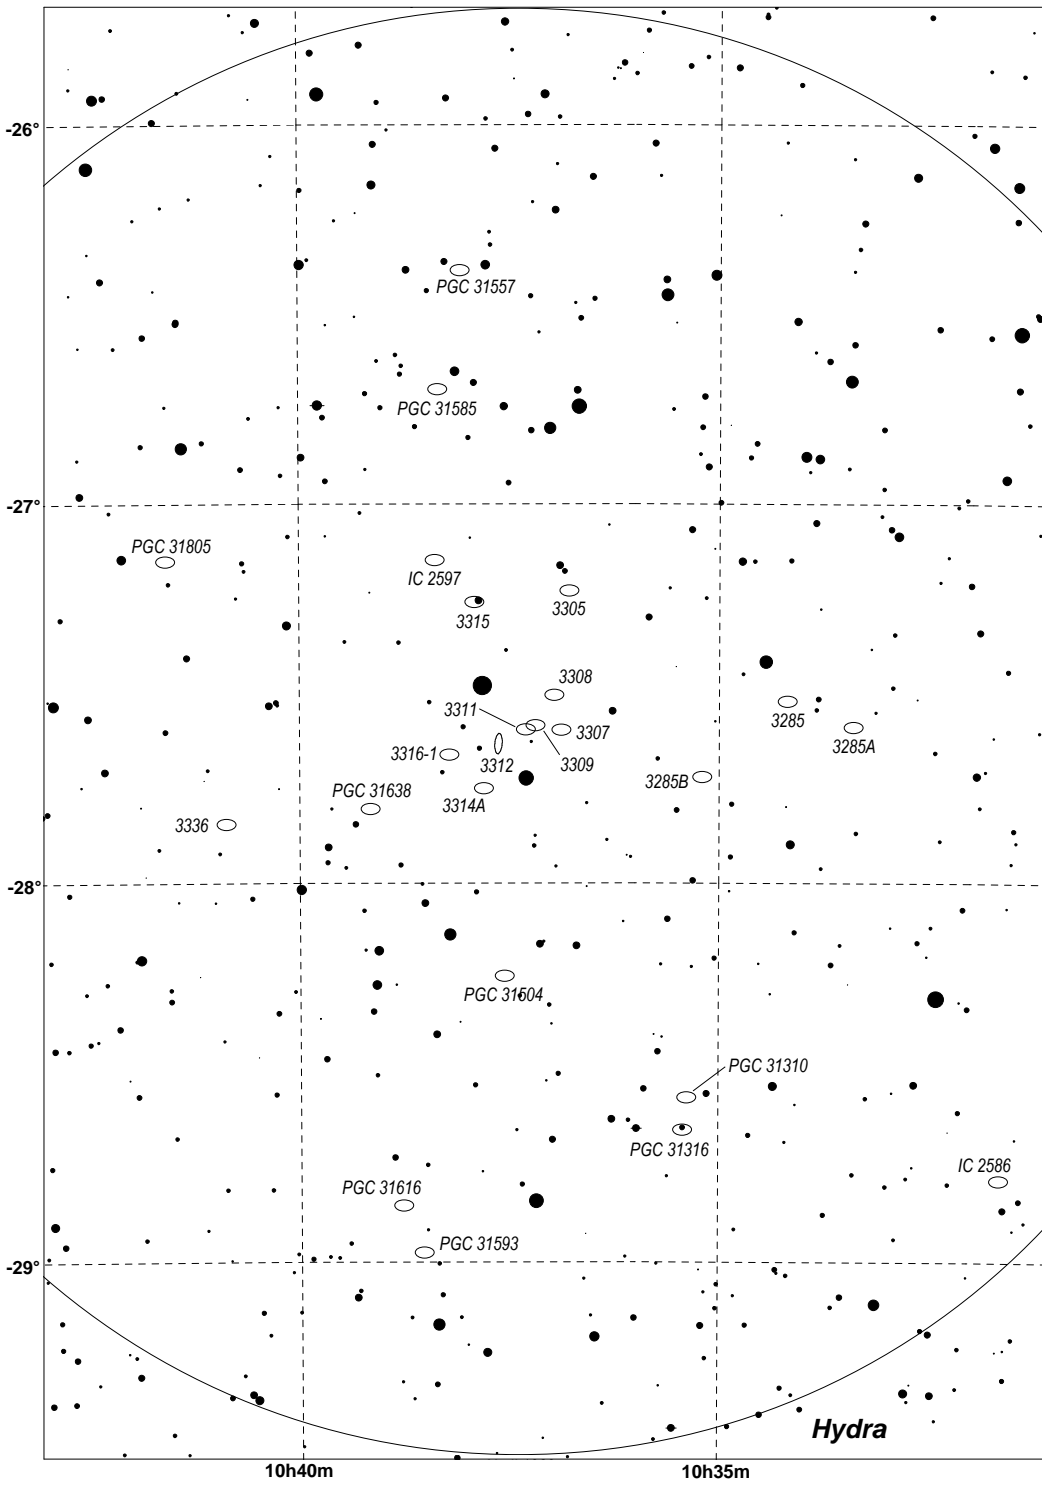 -26°
PGC 31557
PGC 31585
-27°
PGC 31805
IC 2597
3315
3305
3308
3311
3307
3285
3285A
3316-1
3312
3309
3285B
PGC 31638
3314A
3336
-28°
PGC 31504
PGC 31310
PGC 31316
IC 2586
PGC 31616
PGC 31593
-29°
Hydra
10h40m
10h35m